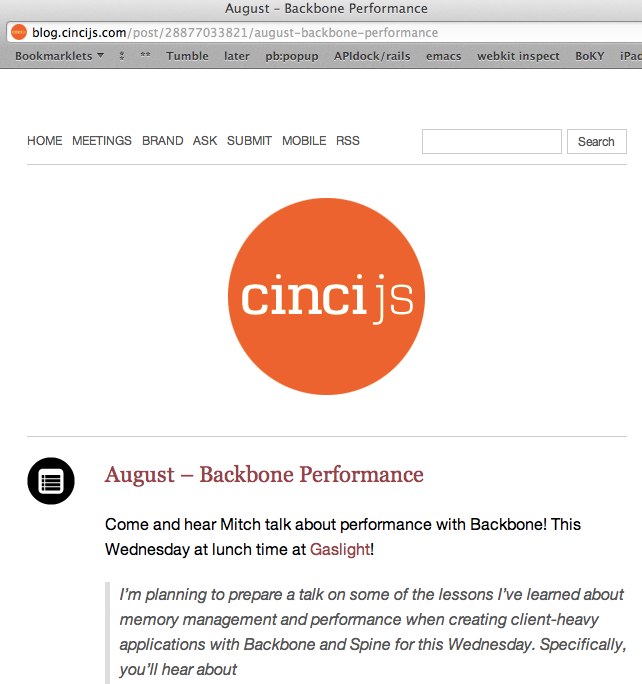 August – Backbone Performance
blog.cincijs.com/post/28877033821/august-backbone-performance
Bookmarklets ▼ ⁑ ** Tumble later pb:popup APIdock/rails emacs webkit inspect BoKY iPad
HOME MEETINGS BRAND ASK SUBMIT MOBILE RSS Search
cinci js
August – Backbone Performance
Come and hear Mitch talk about performance with Backbone! This
Wednesday at lunch time at Gaslight!
I’m planning to prepare a talk on some of the lessons I’ve learned about
memory management and performance when creating client-heavy
applications with Backbone and Spine for this Wednesday. Specifically,
you’ll hear about